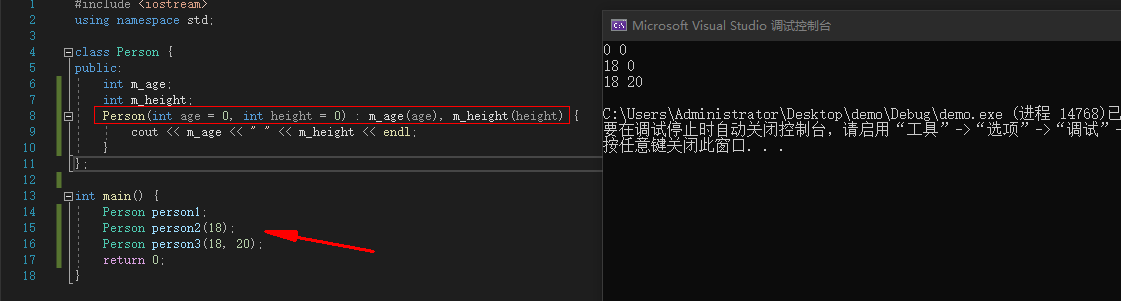 1 #include <iostream>
2 using namespace std;
3
4 class Person {
5 public:
6 int m_age;
7 int m_height;
8 Person(int age = 0, int height = 0) : m_age(age), m_height(height) {
9 cout << m_age << " " << m_height << endl;
10 }
11 };
12
13 int main() {
14 Person person1;
15 Person person2(18);
16 Person person3(18, 20);
17 return 0;
18 }
Microsoft Visual Studio 调试控制台
0 0
18 0
18 20
C:\Users\Administrator\Desktop\demo\Debug\demo.exe (进程 14768)已
要在调试停止时自动关闭控制台，请启用“工具”->“选项”->“调试”-
按任意键关闭此窗口. . .